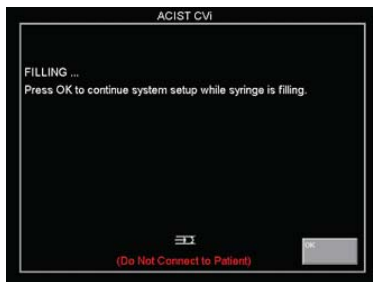 ACIST CVi
FILLING ...
Press OK to continue system setup while syringe is filling.
OK
(Do Not Connect to Patient)